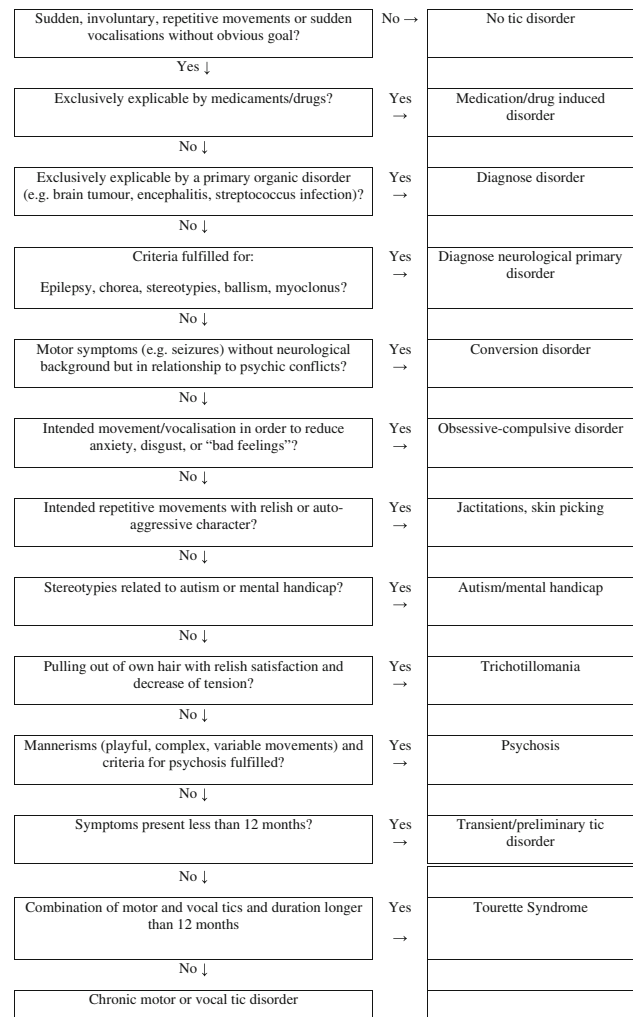 Sudden, involuntary, repetitive movements or sudden
vocalisations without obvious goal?
No →
No tic disorder
Yes ↓
Exclusively explicable by medicaments/drugs?
Yes
→
Medication/drug induced
disorder
No ↓
Exclusively explicable by a primary organic disorder
(e.g. brain tumour, encephalitis, streptococcus infection)?
Yes
→
Diagnose disorder
No ↓
Criteria fulfilled for:
Epilepsy, chorea, stereotypies, ballism, myoclonus?
Yes
→
Diagnose neurological primary
disorder
No ↓
Motor symptoms (e.g. seizures) without neurological
background but in relationship to psychic conflicts?
Yes
→
Conversion disorder
No ↓
Intended movement/vocalisation in order to reduce
anxiety, disgust, or “bad feelings”?
Yes
→
Obsessive-compulsive disorder
No ↓
Intended repetitive movements with relish or auto-
aggressive character?
Yes
→
Jactitations, skin picking
No ↓
Stereotypies related to autism or mental handicap?
Yes
→
Autism/mental handicap
No ↓
Pulling out of own hair with relish satisfaction and
decrease of tension?
Yes
→
Trichotillomania
No ↓
Mannerisms (playful, complex, variable movements) and
criteria for psychosis fulfilled?
Yes
→
Psychosis
No ↓
Symptoms present less than 12 months?
Yes
→
Transient/preliminary tic
disorder
No ↓
Combination of motor and vocal tics and duration longer
than 12 months
Yes
→
Tourette Syndrome
No ↓
Chronic motor or vocal tic disorder